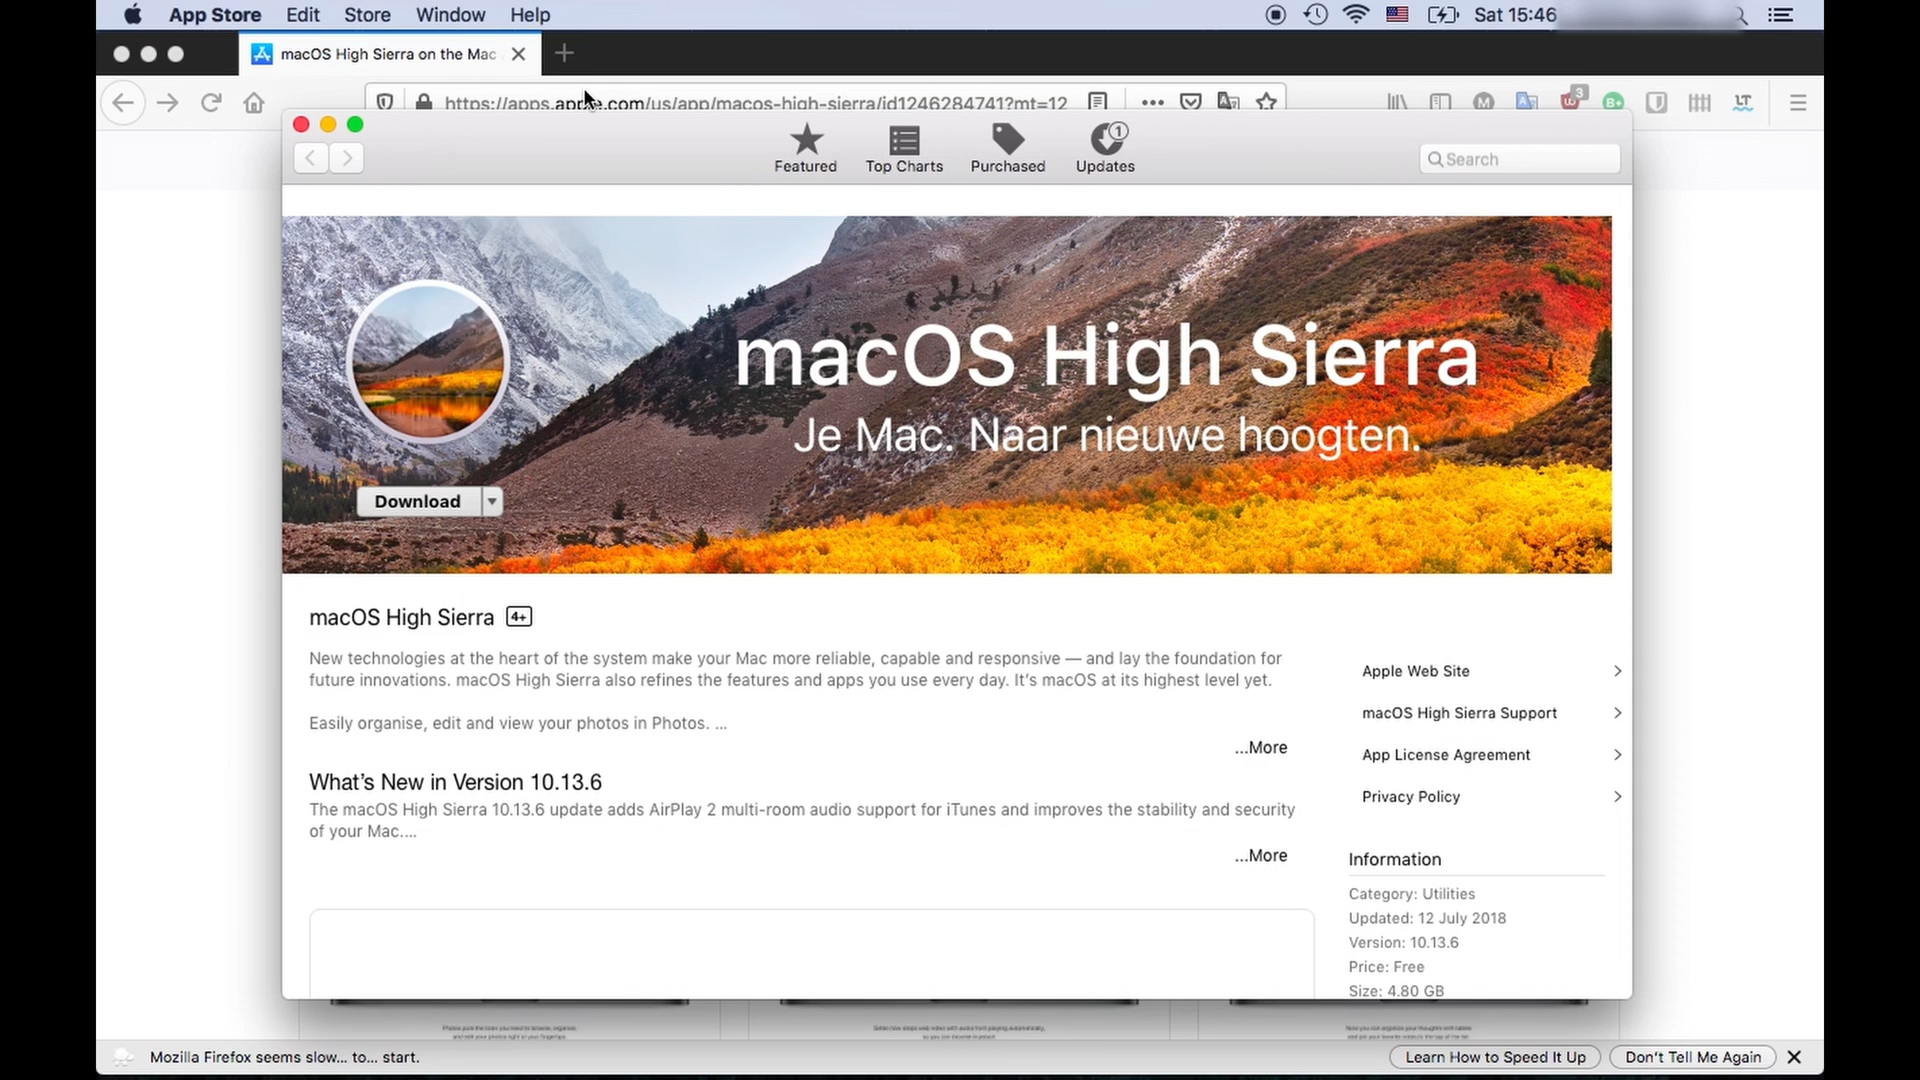 App Store Edit Store Window Help
Sat 15:46
macOS High Sierra on the Mac
https://apps.apple.com/us/app/macos-high-sierra/id1246284741?mt=12
M
3
B+
LT
1
Featured Top Charts Purchased Updates
Search
macOS High Sierra
Je Mac. Naar nieuwe hoogten.
Download
macOS High Sierra 4+
New technologies at the heart of the system make your Mac more reliable, capable and responsive — and lay the foundation for
future innovations. macOS High Sierra also refines the features and apps you use every day. It’s macOS at its highest level yet.
Easily organise, edit and view your photos in Photos. ...
...More
What’s New in Version 10.13.6
The macOS High Sierra 10.13.6 update adds AirPlay 2 multi-room audio support for iTunes and improves the stability and security
of your Mac....
...More
Apple Web Site
macOS High Sierra Support
App License Agreement
Privacy Policy
Information
Category: Utilities
Updated: 12 July 2018
Version: 10.13.6
Price: Free
Size: 4.80 GB
Mozilla Firefox seems slow... to... start.
Learn How to Speed It Up
Don’t Tell Me Again